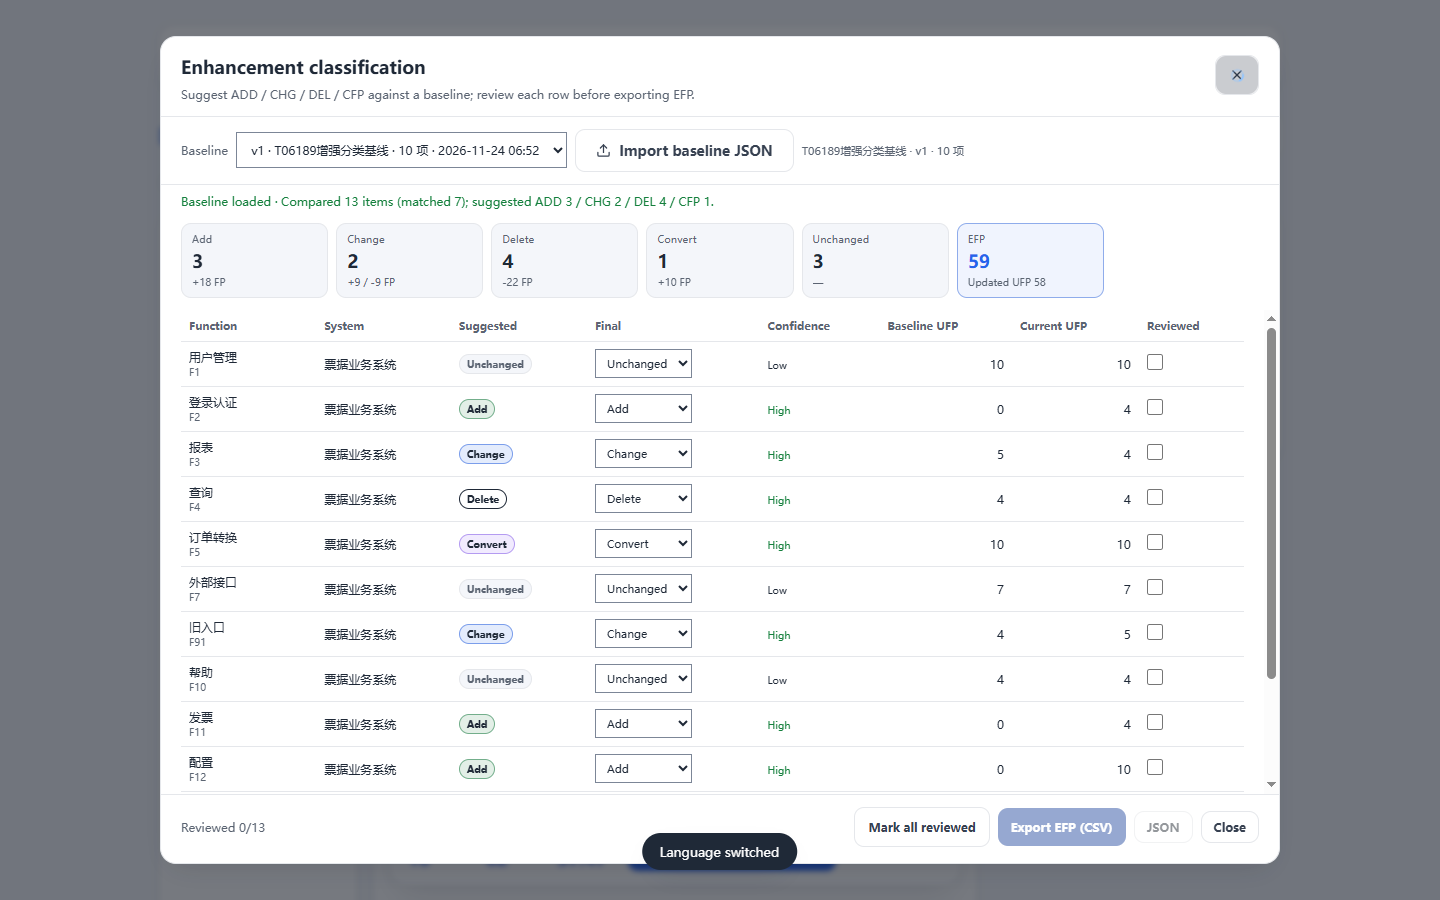 Enhancement classification
Suggest ADD / CHG / DEL / CFP against a baseline; review each row before exporting EFP.
Baseline v1 · T06189增强分类基线 · 10 项 · 2026-11-24 06:52 Import baseline JSON T06189增强分类基线 · v1 · 10 项
Baseline loaded · Compared 13 items (matched 7); suggested ADD 3 / CHG 2 / DEL 4 / CFP 1.
Add
3
+18 FP
Change
2
+9 / -9 FP
Delete
4
-22 FP
Convert
1
+10 FP
Unchanged
3
—
EFP
59
Updated UFP 58
Function System Suggested Final Confidence Baseline UFP Current UFP Reviewed
用户管理
F1
票据业务系统 Unchanged Unchanged Low 10 10
登录认证
F2
票据业务系统 Add Add High 0 4
报表
F3
票据业务系统 Change Change High 5 4
查询
F4
票据业务系统 Delete Delete High 4 4
订单转换
F5
票据业务系统 Convert Convert High 10 10
外部接口
F7
票据业务系统 Unchanged Unchanged Low 7 7
旧入口
F91
票据业务系统 Change Change High 4 5
帮助
F10
票据业务系统 Unchanged Unchanged Low 4 4
发票
F11
票据业务系统 Add Add High 0 4
配置
F12
票据业务系统 Add Add High 0 10
Reviewed 0/13 Mark all reviewed Export EFP (CSV) JSON Close
Language switched